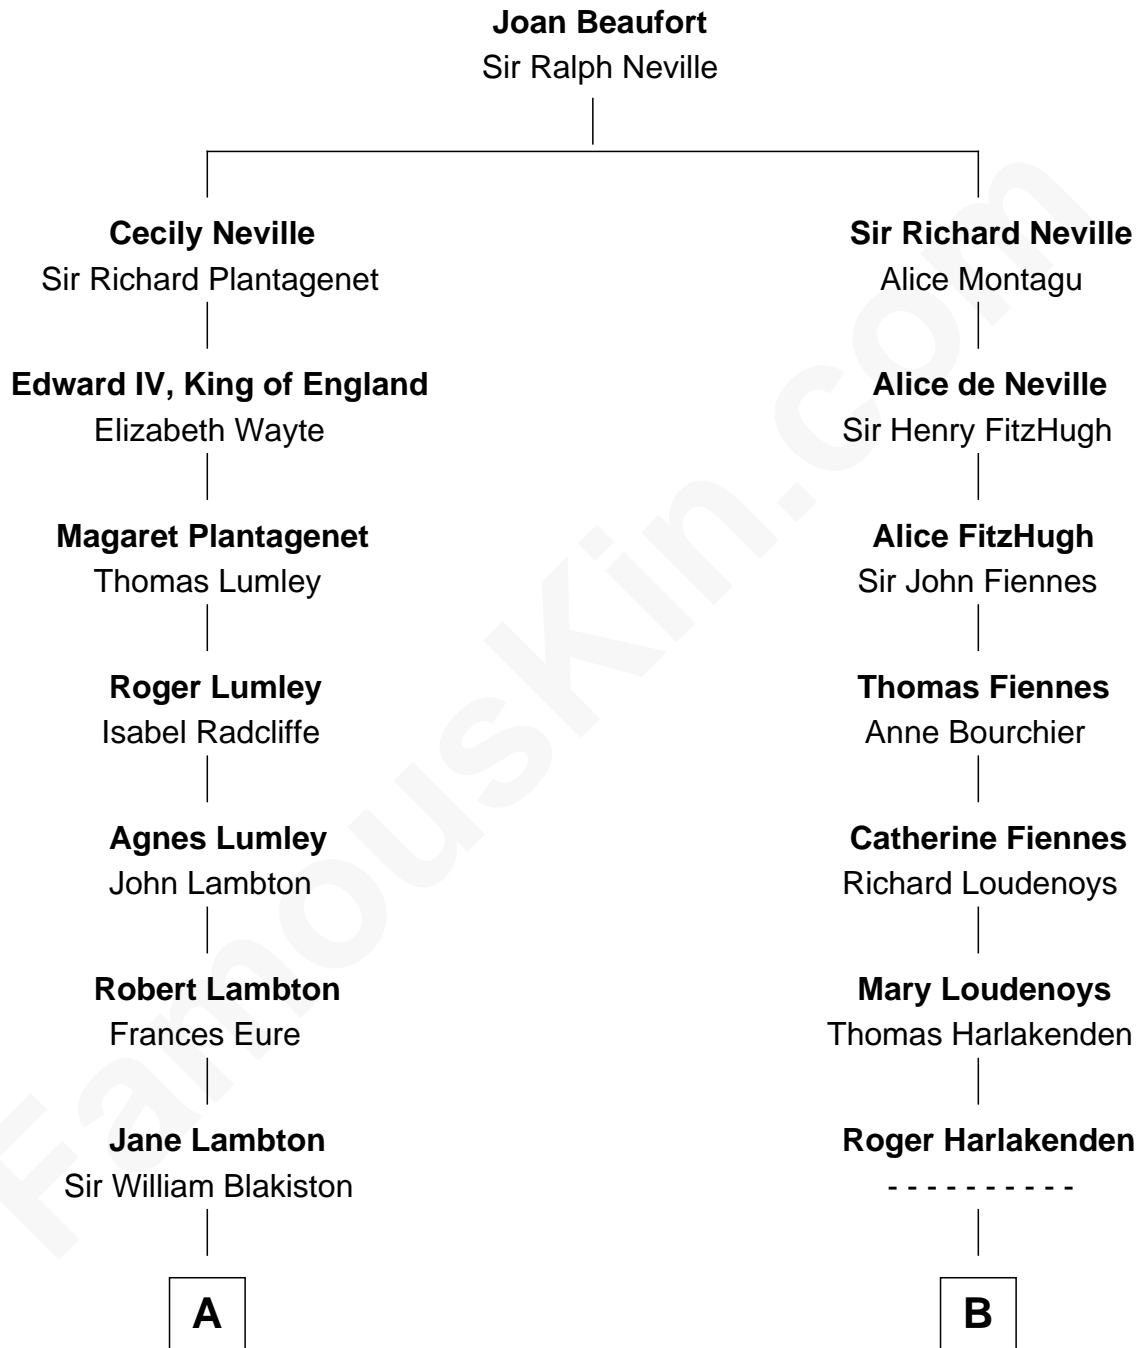 Joan Beaufort
Sir Ralph Neville
Cecily Neville
Sir Richard Plantagenet
Edward IV, King of England
Elizabeth Wayte
Magaret Plantagenet
Thomas Lumley
Roger Lumley
Isabel Radcliffe
Agnes Lumley
John Lambton
Robert Lambton
Frances Eure
Jane Lambton
Sir William Blakiston
A
Sir Richard Neville
Alice Montagu
Alice de Neville
Sir Henry FitzHugh
Alice FitzHugh
Sir John Fiennes
Thomas Fiennes
Anne Bourchier
Catherine Fiennes
Richard Loudenoys
Mary Loudenoys
Thomas Harlakenden
Roger Harlakenden
- - - - - - - - - -
B
FamousKin.com